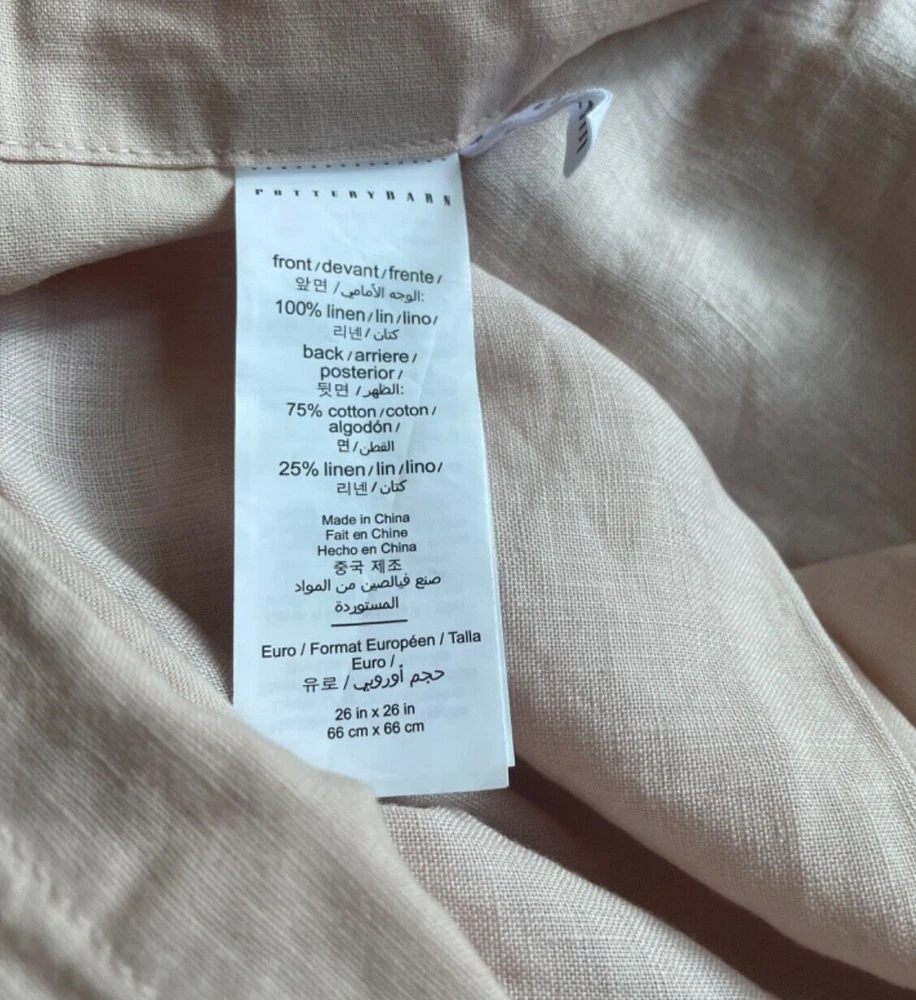 POTTERYBARN
front/devant/frente/
앞면/الوجه الأمامي:
100% linen/lin/lino/
리넨/كتان
back/arriere/
posterior/
뒷면/الظهر:
75% cotton/coton/
algodón/
면/القطن
25% linen/lin/lino/
리넨/كتان
Made in China
Fait en Chine
Hecho en China
중국 제조
صنع فيالصين من المواد
المستوردة
Euro / Format Européen / Talla
Euro /
유로/حجم أوروبي
26 in x 26 in
66 cm x 66 cm